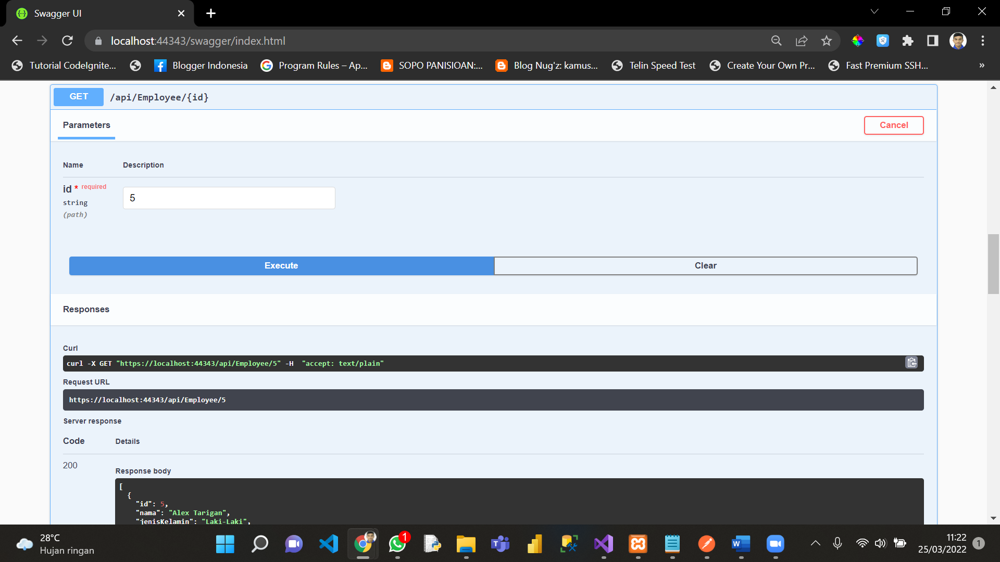 Swagger UI
localhost:44343/swagger/index.html
Tutorial CodeIgnite... Blogger Indonesia Program Rules – Ap... SOPO PANISIOAN:... Blog Nug'z: kamus... Telin Speed Test Create Your Own Pr... Fast Premium SSH... »
GET /api/Employee/{id}
Parameters
Cancel
Name Description
id * required
string
(path)
5
Execute
Clear
Responses
Curl
curl -X GET "https://localhost:44343/api/Employee/5" -H  "accept: text/plain"
Request URL
https://localhost:44343/api/Employee/5
Server response
Code Details
200
Response body
[
{
"id": 5,
"nama": "Alex Tarigan",
"jenisKelamin": "Laki-Laki",
28°C
Hujan ringan
1
11:22
25/03/2022
1